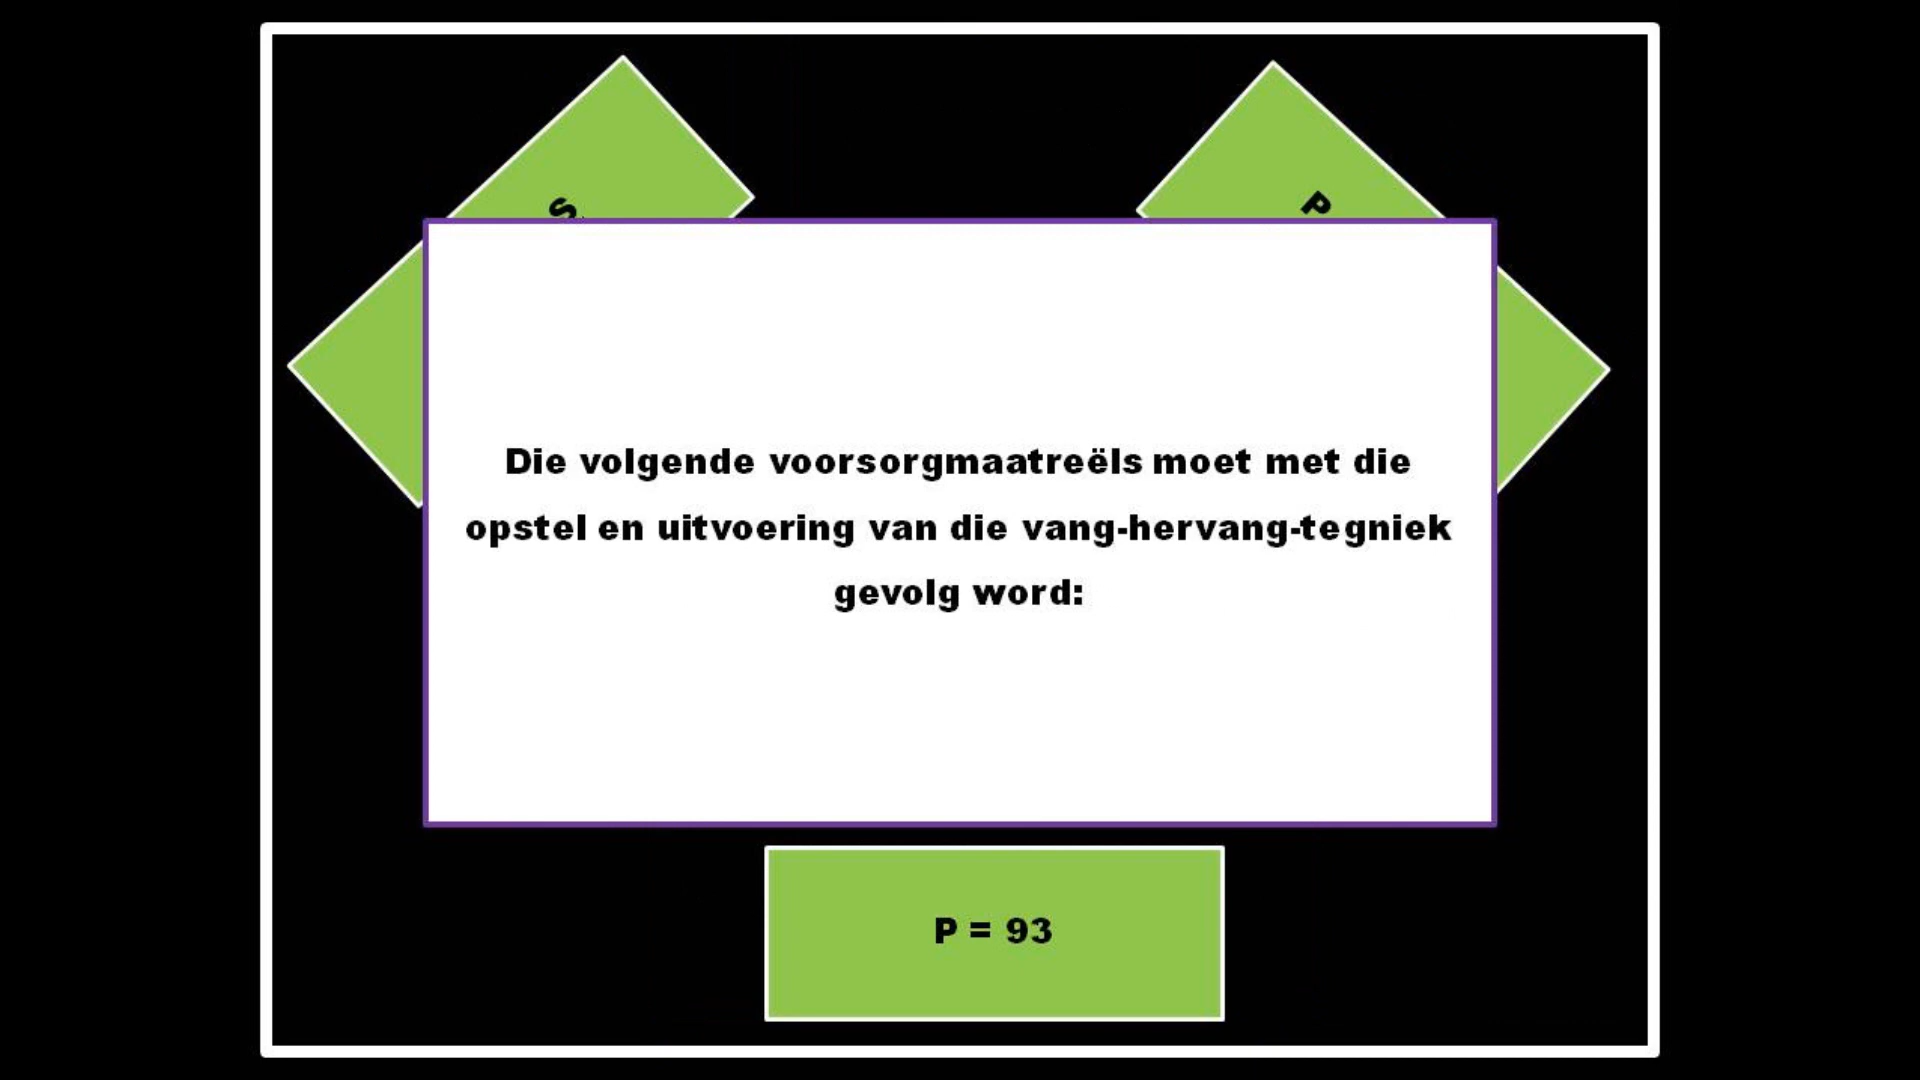 S
P
Die volgende voorsorgmaatreëls moet met die
opstel en uitvoering van die vang-hervang-tegniek
gevolg word:
P = 93